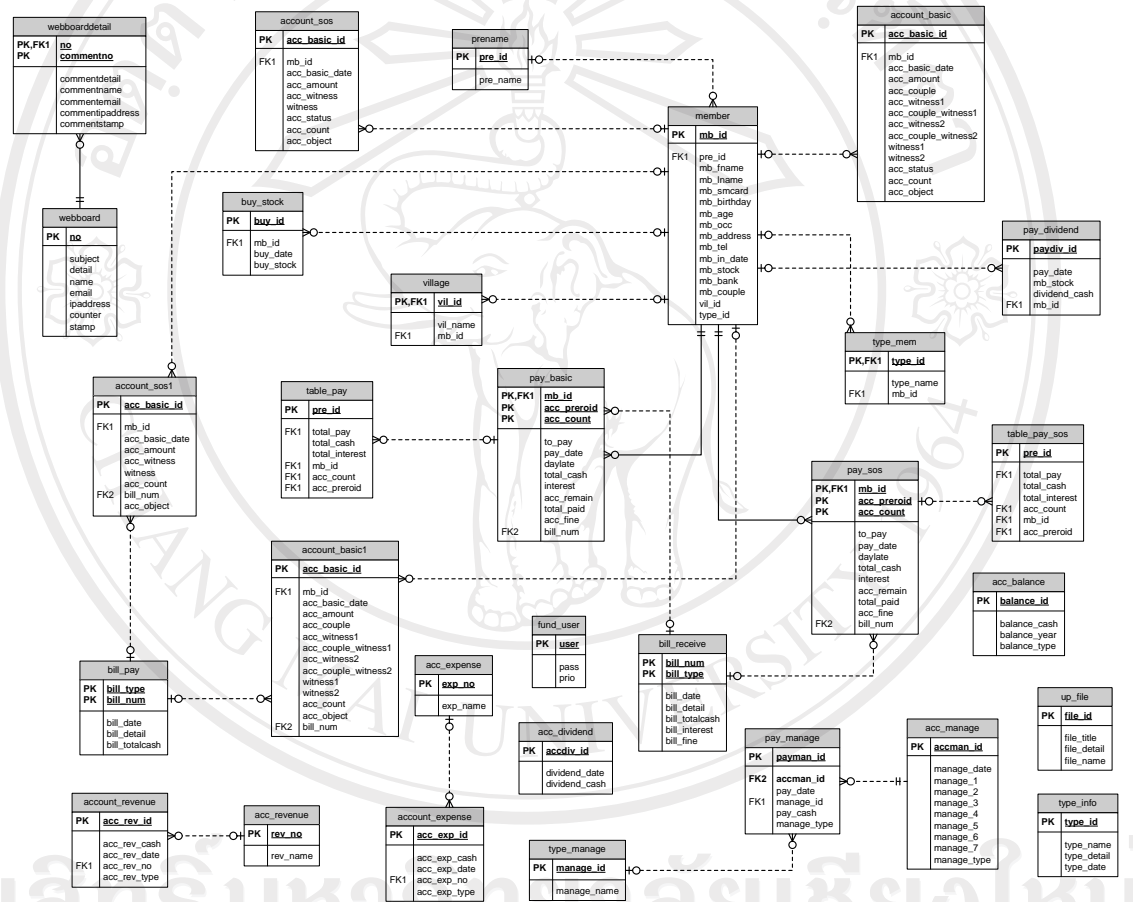 webboarddetail
PK,FK1 no
PK commentno
commentdetail
commentname
commentemail
commentipaddress
commentstamp
account_sos
PK acc_basic_id
FK1 mb_id
acc_basic_date
acc_amount
acc_witness
witness
acc_status
acc_count
acc_object
prename
PK pre_id
pre_name
account_basic
PK acc_basic_id
FK1 mb_id
acc_basic_date
acc_amount
acc_couple
acc_witness1
acc_couple_witness1
acc_witness2
acc_couple_witness2
witness1
witness2
acc_status
acc_count
acc_object
member
PK mb_id
FK1 pre_id
mb_fname
mb_lname
mb_smcard
mb_birthday
mb_age
mb_occ
mb_address
mb_tel
mb_in_date
mb_stock
mb_bank
mb_couple
vil_id
type_id
webboard
PK no
subject
detail
name
email
ipaddress
counter
stamp
buy_stock
PK buy_id
FK1 mb_id
buy_date
buy_stock
village
PK,FK1 vil_id
vil_name
FK1 mb_id
pay_dividend
PK paydiv_id
pay_date
mb_stock
dividend_cash
FK1 mb_id
type_mem
PK,FK1 type_id
type_name
FK1 mb_id
account_sos1
PK acc_basic_id
FK1 mb_id
acc_basic_date
acc_amount
acc_witness
witness
acc_count
FK2 bill_num
acc_object
table_pay
PK pre_id
FK1 total_pay
total_cash
total_interest
FK1 mb_id
FK1 acc_count
FK1 acc_preroid
pay_basic
PK,FK1 mb_id
PK acc_preroid
PK acc_count
to_pay
pay_date
daylate
total_cash
interest
acc_remain
total_paid
acc_fine
FK2 bill_num
pay_sos
PK,FK1 mb_id
PK acc_preroid
PK acc_count
to_pay
pay_date
daylate
total_cash
interest
acc_remain
total_paid
acc_fine
FK2 bill_num
table_pay_sos
PK pre_id
FK1 total_pay
total_cash
total_interest
FK1 acc_count
FK1 mb_id
FK1 acc_preroid
account_basic1
PK acc_basic_id
FK1 mb_id
acc_basic_date
acc_amount
acc_couple
acc_witness1
acc_couple_witness1
acc_witness2
acc_couple_witness2
witness1
witness2
acc_count
acc_object
FK2 bill_num
acc_balance
PK balance_id
balance_cash
balance_year
balance_type
bill_pay
PK bill_type
PK bill_num
bill_date
bill_detail
bill_totalcash
acc_expense
PK exp_no
exp_name
fund_user
PK user
pass
prio
bill_receive
PK bill_num
PK bill_type
bill_date
bill_detail
bill_totalcash
bill_interest
bill_fine
acc_dividend
PK accdiv_id
dividend_date
dividend_cash
pay_manage
PK payman_id
FK2 accman_id
pay_date
FK1 manage_id
pay_cash
manage_type
acc_manage
PK accman_id
manage_date
manage_1
manage_2
manage_3
manage_4
manage_5
manage_6
manage_7
manage_type
up_file
PK file_id
file_title
file_detail
file_name
account_revenue
PK acc_rev_id
acc_rev_cash
acc_rev_date
FK1 acc_rev_no
acc_rev_type
acc_revenue
PK rev_no
rev_name
account_expense
PK acc_exp_id
acc_exp_cash
acc_exp_date
FK1 acc_exp_no
acc_exp_type
type_manage
PK manage_id
manage_name
type_info
PK type_id
type_name
type_detail
type_date